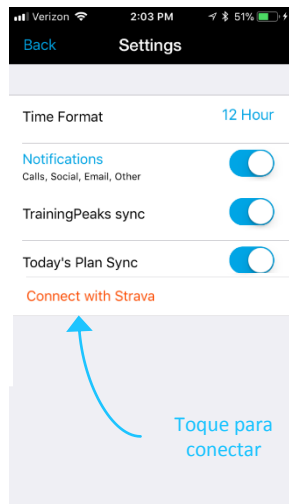 Verizon 2:03 PM 51%
Back Settings
Time Format 12 Hour
Notifications
Calls, Social, Email, Other
TrainingPeaks sync
Today's Plan Sync
Connect with Strava
Toque para
conectar